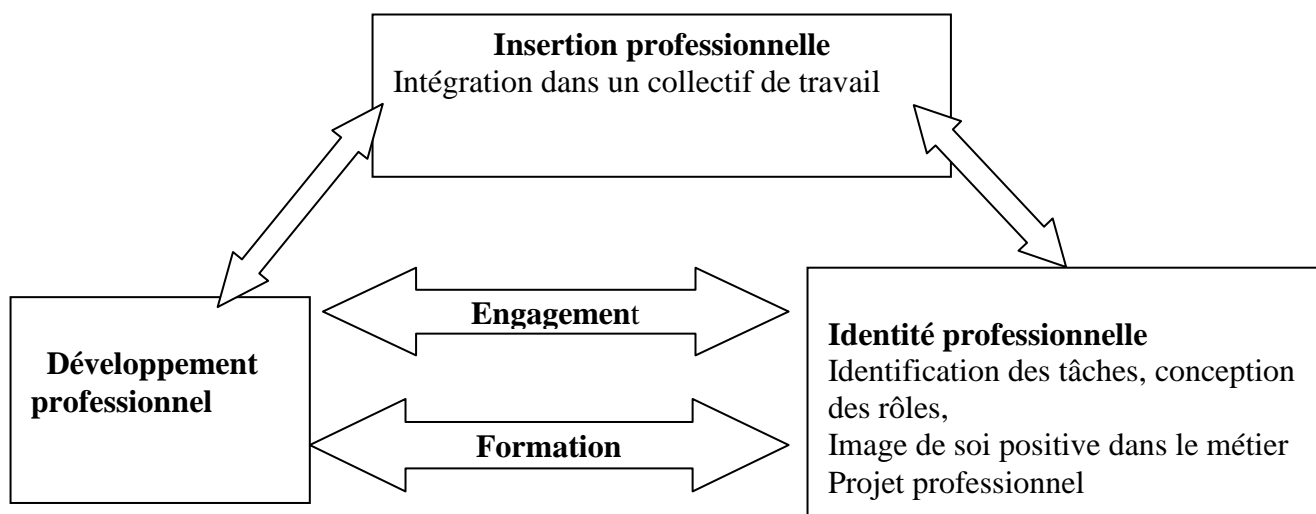 Insertion professionnelle
Intégration dans un collectif de travail
Engagement
Développement
professionnel
Formation
Identité professionnelle
Identification des tâches, conception
des rôles,
Image de soi positive dans le métier
Projet professionnel